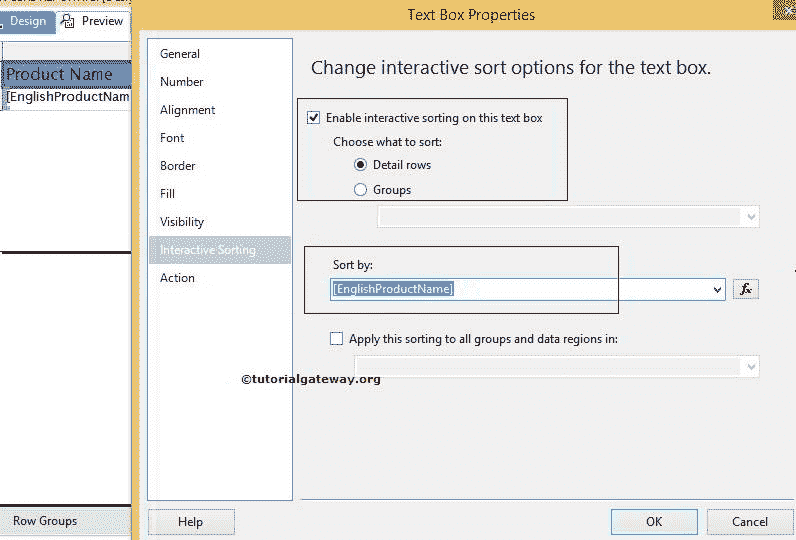 Text Box Properties
Design
Preview
Product Name
[EnglishProductNam
General
Number
Alignment
Font
Border
Fill
Visibility
Interactive Sorting
Action
Change interactive sort options for the text box.
Enable interactive sorting on this text box
Choose what to sort:
Detail rows
Groups
Sort by:
[EnglishProductName]
fx
Apply this sorting to all groups and data regions in:
©tutorialgateway.org
Row Groups
Help
OK
Cancel